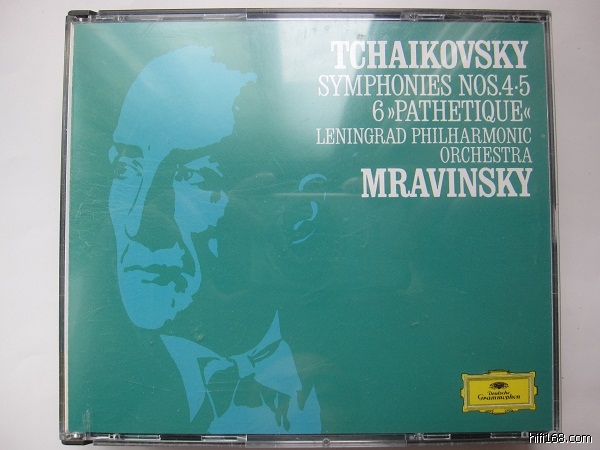 TCHAIKOVSKY
SYMPHONIES NOS.4·5
6 »PATHETIQUE«
LENINGRAD PHILHARMONIC
ORCHESTRA
MRAVINSKY
Deutsche
Grammophon
hifi168.com